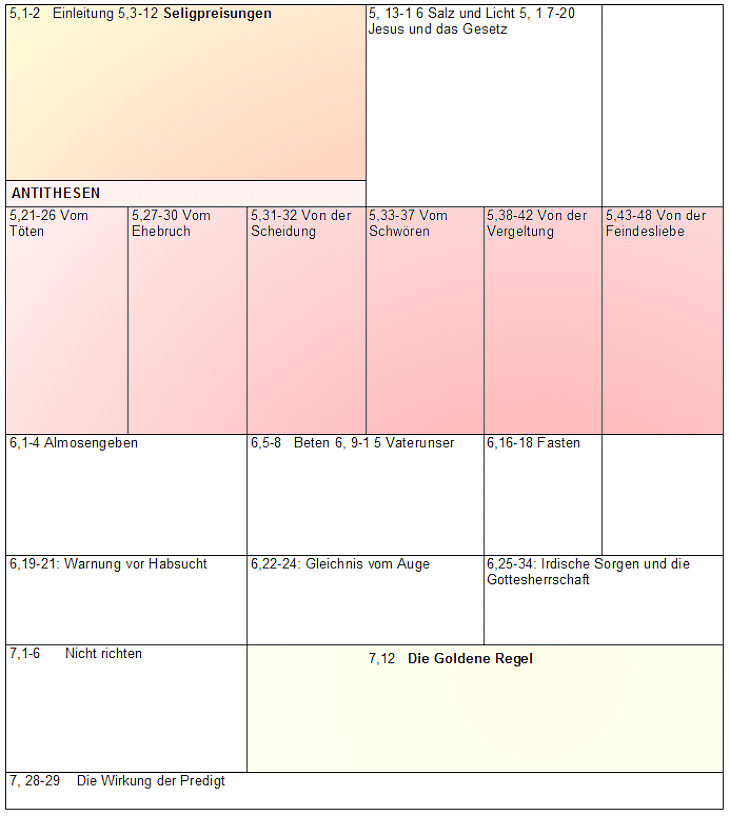 5,1-2 Einleitung 5,3-12 Seligpreisungen
5, 13-1 6 Salz und Licht 5, 1 7-20
Jesus und das Gesetz
ANTITHESEN
5,21-26 Vom
Töten
5,27-30 Vom
Ehebruch
5,31-32 Von der
Scheidung
5,33-37 Vom
Schwören
5,38-42 Von der
Vergeltung
5,43-48 Von der
Feindesliebe
6,1-4 Almosengeben
6,5-8 Beten 6, 9-1 5 Vaterunser
6,16-18 Fasten
6,19-21: Warnung vor Habsucht
6,22-24: Gleichnis vom Auge
6,25-34: Irdische Sorgen und die
Gottesherrschaft
7,1-6 Nicht richten
7,12 Die Goldene Regel
7, 28-29 Die Wirkung der Predigt